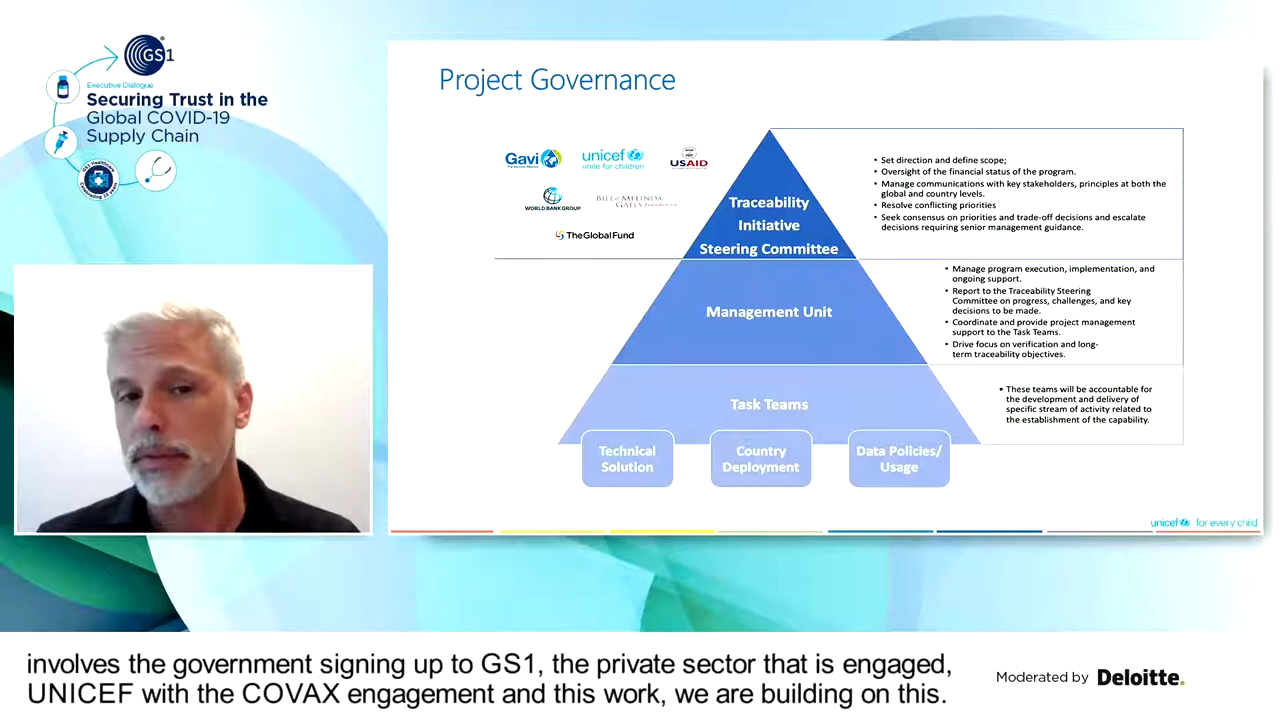 GS1
Executive Dialogue
Securing Trust in the
Global COVID-19
Supply Chain
Project Governance
Gavi
unicef
unite for children
USAID
WORLD BANK GROUP
BILL & MELINDA
GATES foundation
The Global Fund
Traceability
Initiative
Steering Committee
• Set direction and define scope;
• Oversight of the financial status of the program.
• Manage communications with key stakeholders, principles at both the
global and country levels.
• Resolve conflicting priorities
• Seek consensus on priorities and trade-off decisions and escalate
decisions requiring senior management guidance.
Management Unit
• Manage program execution, implementation, and
ongoing support.
• Report to the Traceability Steering
Committee on progress, challenges, and key
decisions to be made.
• Coordinate and provide project management
support to the Task Teams.
• Drive focus on verification and long-
term traceability objectives.
Task Teams
• These teams will be accountable for
the development and delivery of
specific stream of activity related to
the establishment of the capability.
Technical
Solution
Country
Deployment
Data Policies/
Usage
unicef for every child
involves the government signing up to GS1, the private sector that is engaged,
UNICEF with the COVAX engagement and this work, we are building on this.
Moderated by Deloitte.